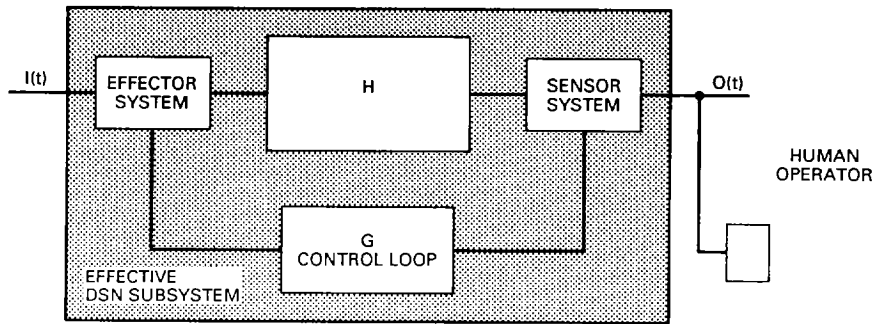 I(t)
EFFECTOR
SYSTEM
H
SENSOR
SYSTEM
O(t)
HUMAN
OPERATOR
G
CONTROL LOOP
EFFECTIVE
DSN SUBSYSTEM